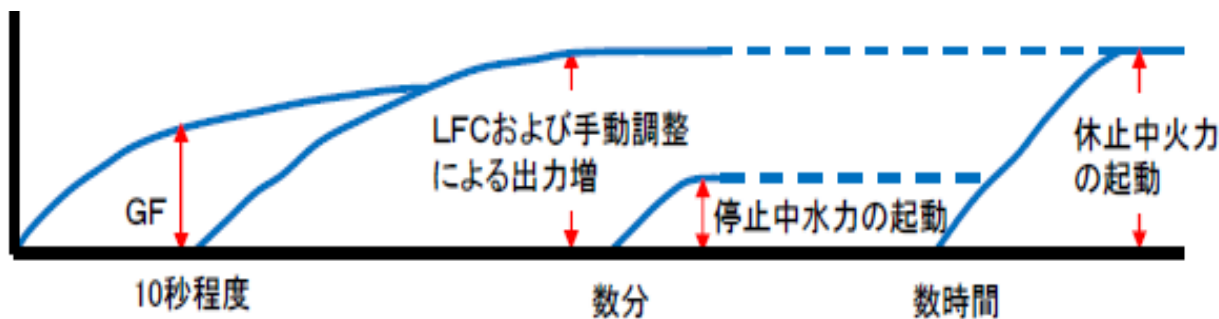 GF
LFCおよび手動調整
による出力増
停止中水力の起動
休止中火力
の起動
10秒程度
数分
数時間